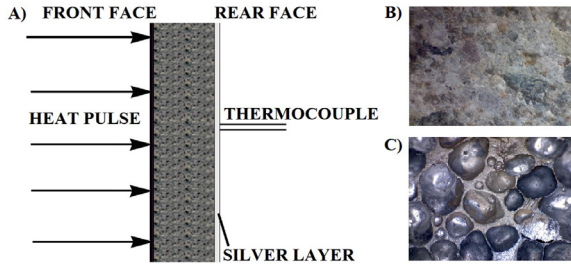 A) FRONT FACE REAR FACE
HEAT PULSE
THERMOCOUPLE
SILVER LAYER
B)
C)